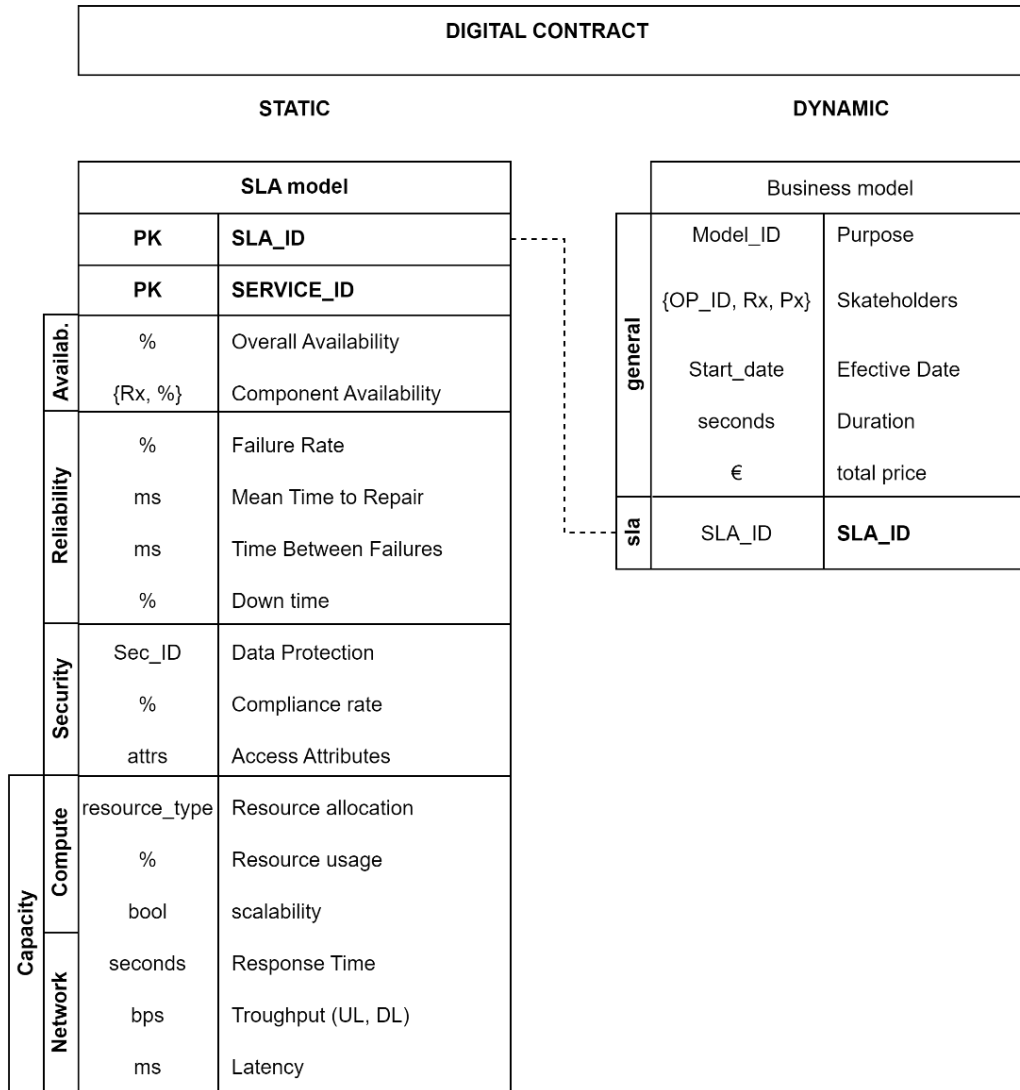 DIGITAL CONTRACT
STATIC
DYNAMIC
SLA model
PK SLA_ID
PK SERVICE_ID
Availab.
% Overall Availability
{Rx, %} Component Availability
Reliability
% Failure Rate
ms Mean Time to Repair
ms Time Between Failures
% Down time
Security
Sec_ID Data Protection
% Compliance rate
attrs Access Attributes
Capacity
Compute
resource_type Resource allocation
% Resource usage
bool scalability
Network
seconds Response Time
bps Troughput (UL, DL)
ms Latency
Business model
general
Model_ID Purpose
{OP_ID, Rx, Px} Skateholders
Start_date Efective Date
seconds Duration
€ total price
sla
SLA_ID SLA_ID